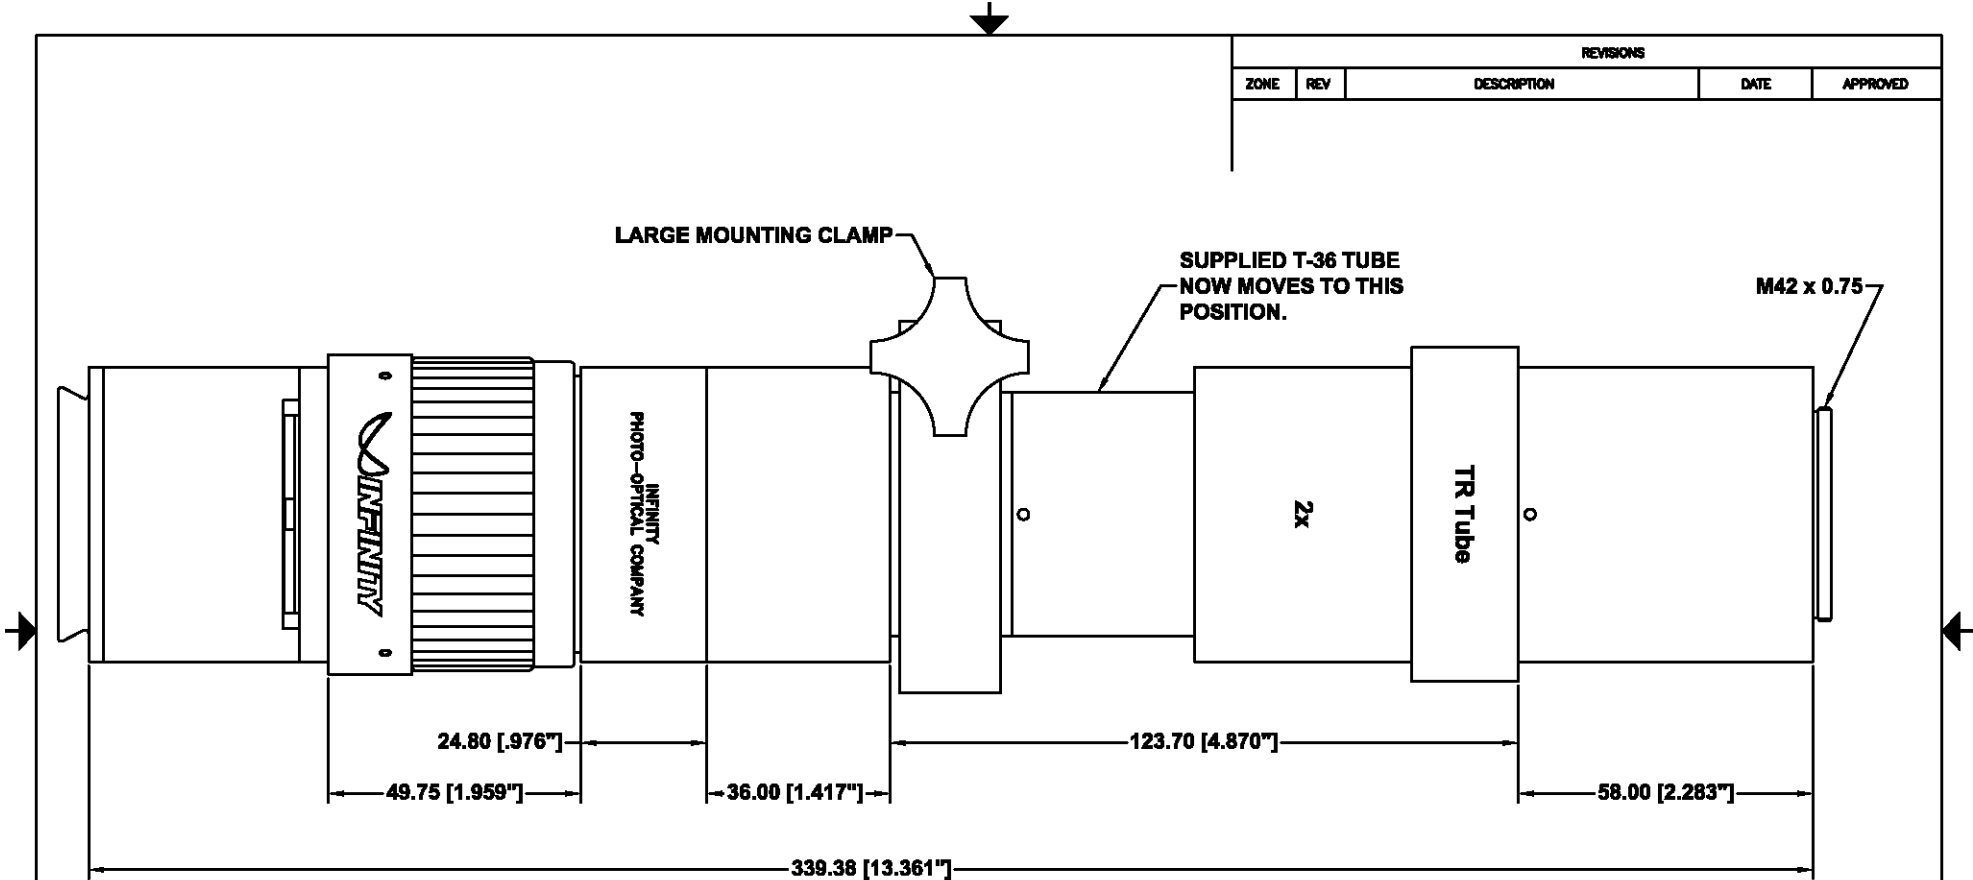 REVISIONS
ZONE REV DESCRIPTION DATE APPROVED
LARGE MOUNTING CLAMP
SUPPLIED T-36 TUBE
NOW MOVES TO THIS
POSITION.
M42 x 0.75
INFINITY
INFINITY
PHOTO-OPTICAL COMPANY
2x
TR Tube
24.80 [.976"]
123.70 [4.870"]
49.75 [1.959"]
36.00 [1.417"]
58.00 [2.283"]
339.38 [13.361"]